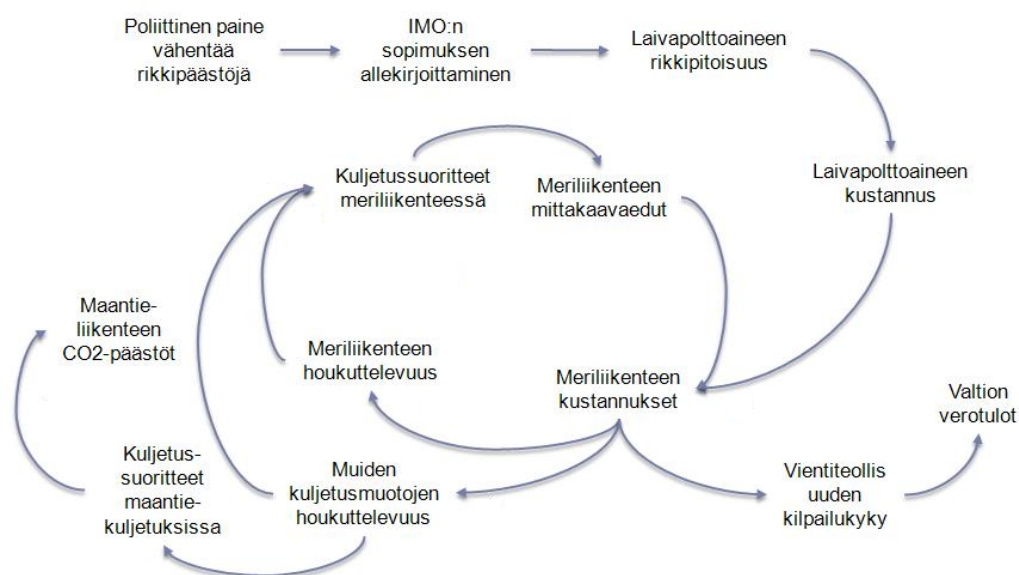 Poliittinen paine
vähentää
rikkipäästöjä
IMO:n
sopimuksen
allekirjoittaminen
Laivapolttoaineen
rikkipitoisuus
Laivapolttoaineen
kustannus
Kuljetussuoritteet
meriliikenteessä
Meriliikenteen
mittakaavaedut
Maantie-
liikenteen
CO2-päästöt
Meriliikenteen
houkuttelevuus
Meriliikenteen
kustannukset
Valtion
verotulot
Kuljetus-
suoritteet
maantie-
kuljetuksissa
Muiden
kuljetusmuotojen
houkuttelevuus
Vientiteollis
uuden
kilpailukyky